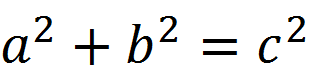 a² + b² = c²